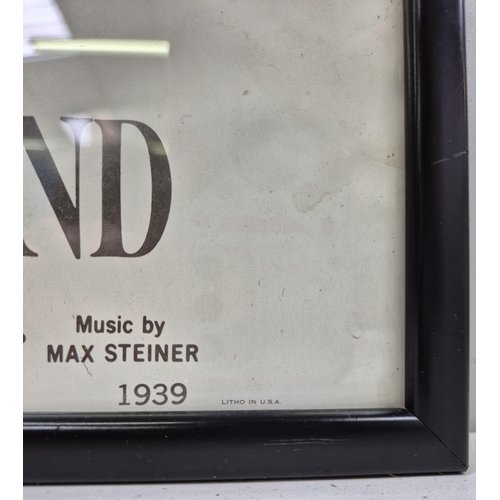 ND
Music by
MAX STEINER
1939
LITHO IN U.S.A.